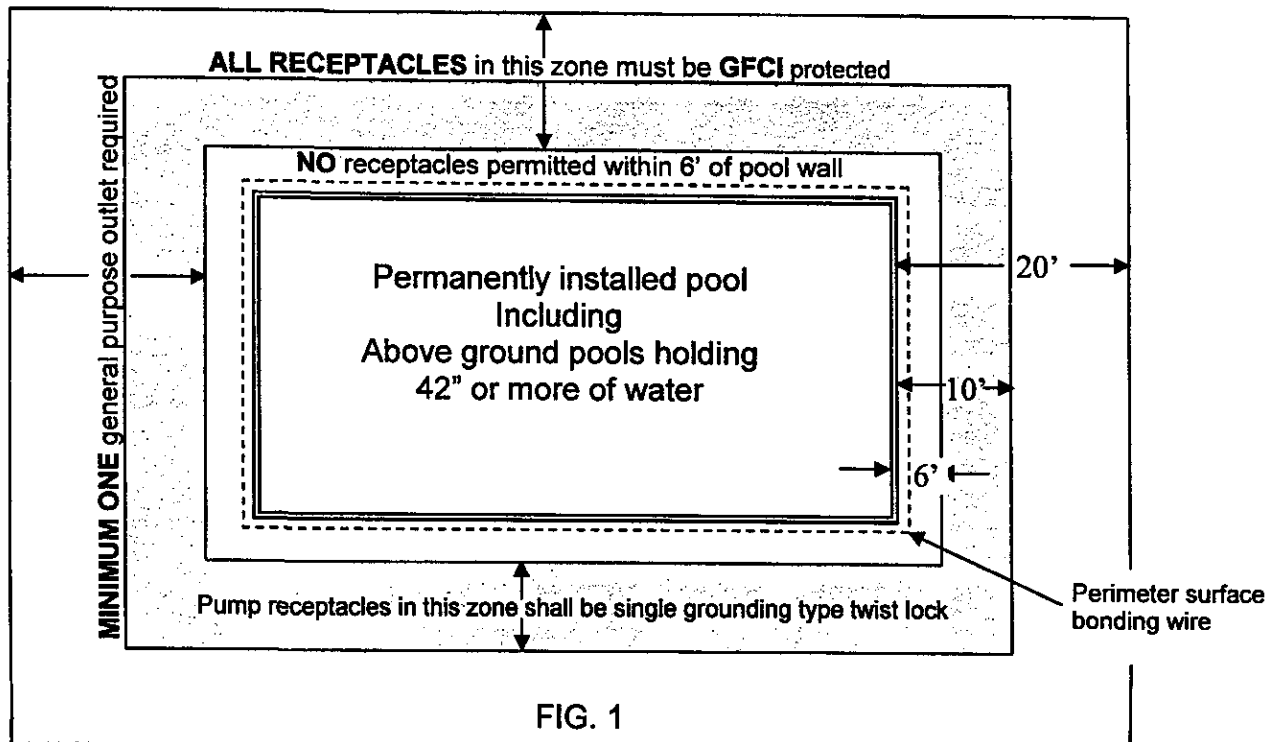 ALL RECEPTACLES in this zone must be GFCI protected
MINIMUM ONE general purpose outlet required
NO receptacles permitted within 6' of pool wall
Permanently installed pool
Including
Above ground pools holding
42" or more of water
20'
10'
6'
Pump receptacles in this zone shall be single grounding type twist lock
Perimeter surface
bonding wire
FIG. 1